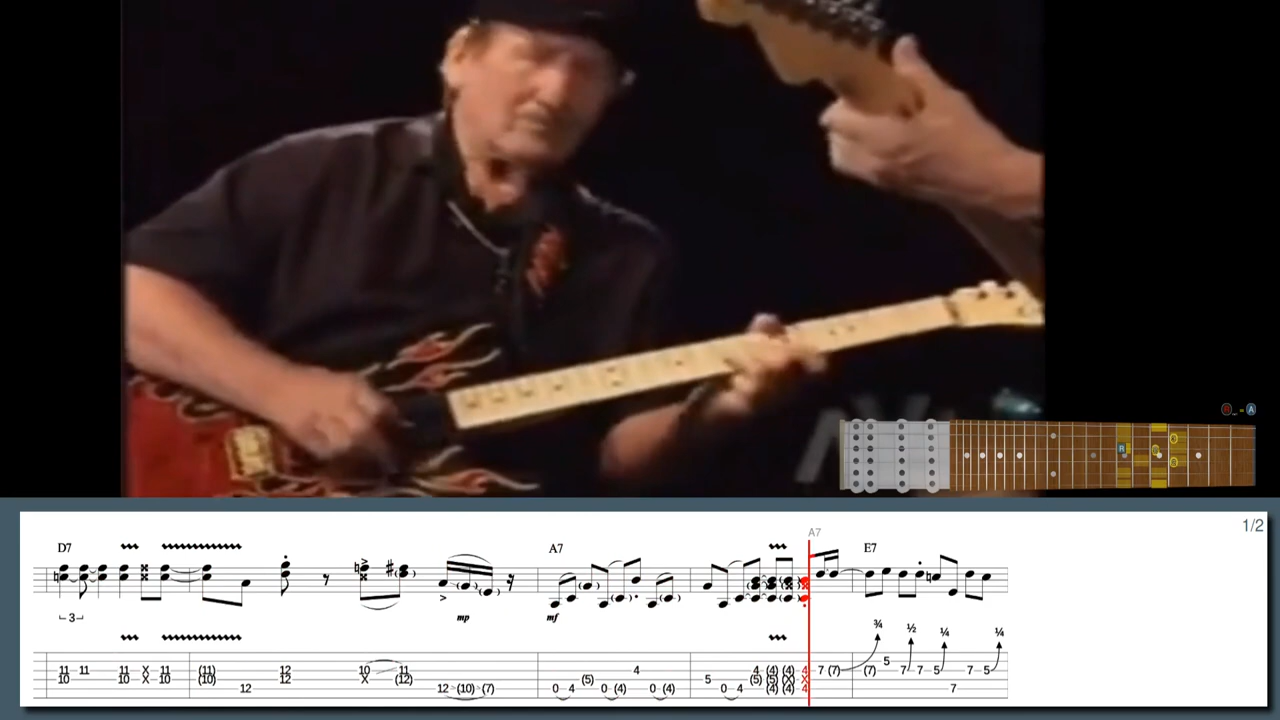 R = A
R
1/2
A7
D7 A7 E7
3
mp mf
¾ ½ ¼ ¼
5
11 11 11 X 11 (11) 12 10 11 4 4 (4) (4) 4 7 (7) (7) 7 7 5 7 5
10 10 X 10 (10) 12 X (12) (5) 5 (5) (5) (X) X
12 12 (10) (7) 0 4 0 (4) 0 (4) 0 4 (4) (4) 4 7